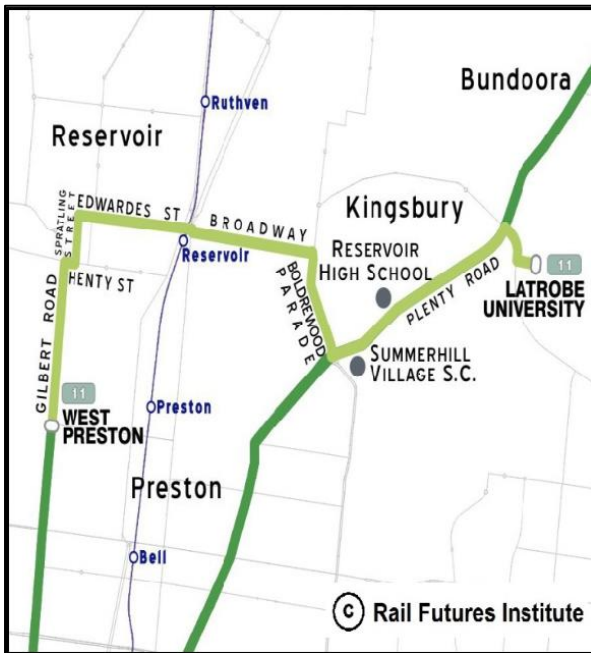 Bundoora
Ruthven
Reservoir
SPRATLING
STREET
EDWARDES ST
BROADWAY
Kingsbury
Reservoir
RESERVOIR
HIGH SCHOOL
11
LATROBE
UNIVERSITY
HENTY ST
BOLDREWOOD
PARADE
PLENTY ROAD
GILBERT ROAD
SUMMERHILL
VILLAGE S.C.
11
WEST
PRESTON
Preston
Preston
Bell
C Rail Futures Institute